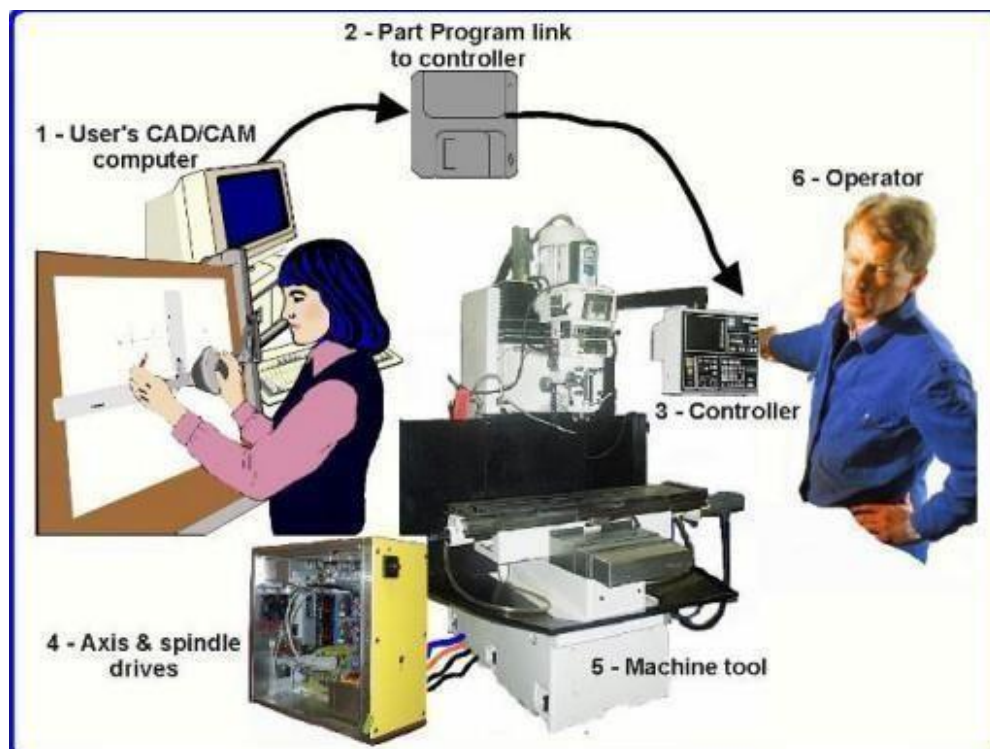 2 - Part Program link
to controller
1 - User's CAD/CAM
computer
6 - Operator
3 - Controller
4 - Axis & spindle
drives
5 - Machine tool